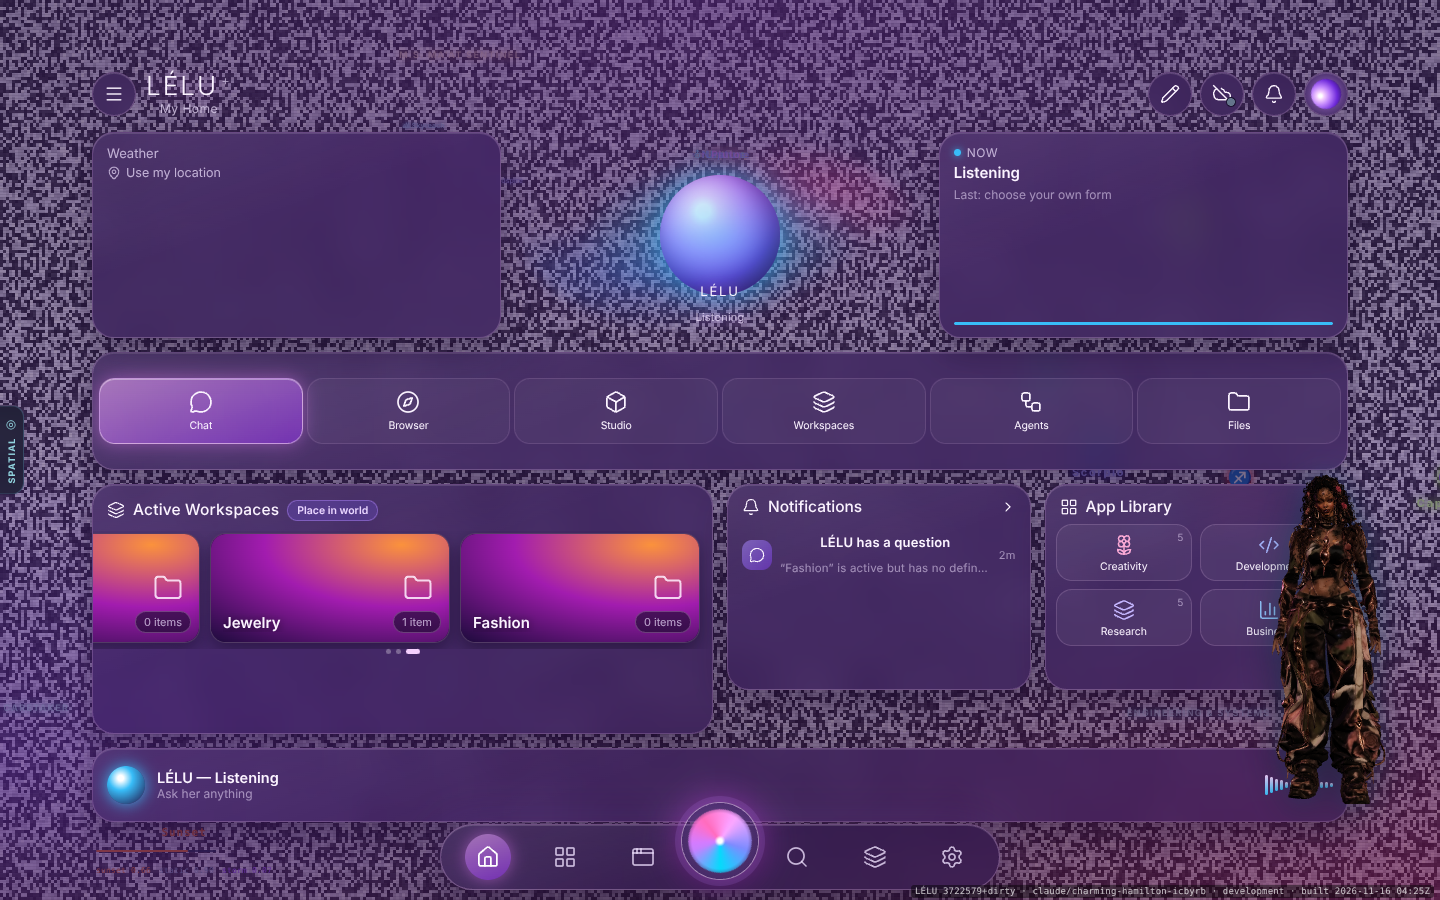 LÉLU
My Home
Weather
Use my location
LÉLU
Listening
NOW
Listening
Last: choose your own form
SPATIAL
Chat
Browser
Studio
Workspaces
Agents
Files
Active Workspaces
Place in world
0 items
Jewelry
1 item
Fashion
0 items
Notifications
LÉLU has a question
"Fashion" is active but has no defin...
2m
App Library
Creativity
5
Developme
Research
5
Busine
LÉLU — Listening
Ask her anything
LÉLU 3722579+dirty · claude/charming-hamilton-icbyrb · development · built 2026-11-16 04:25Z